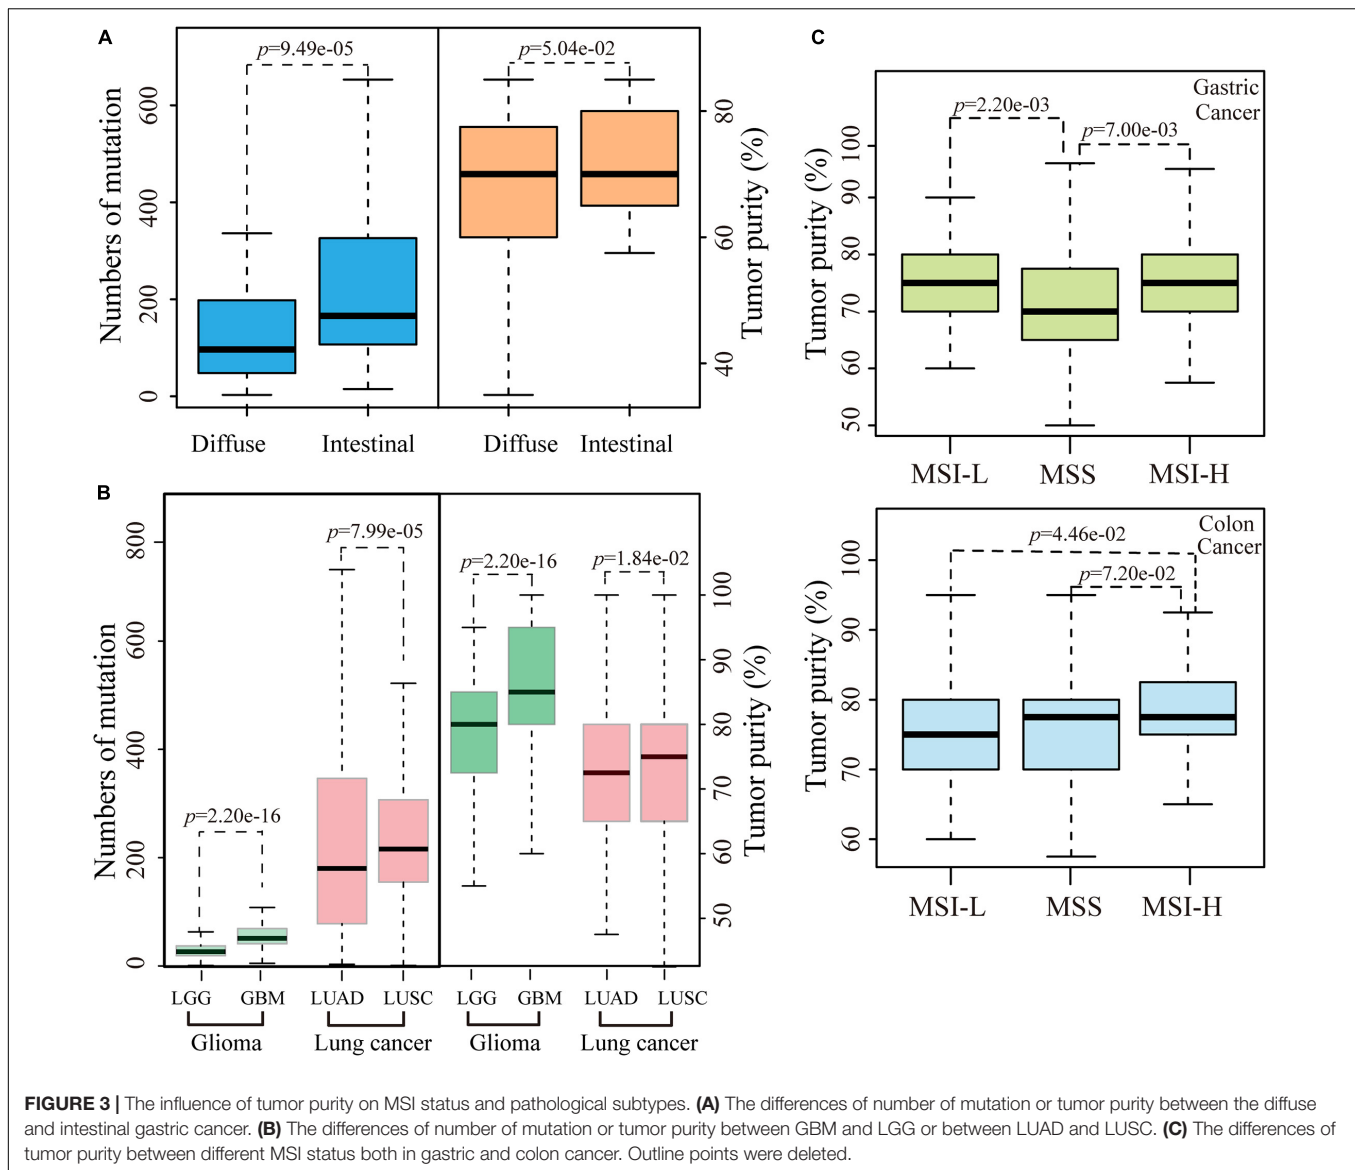 A
p=9.49e-05
p=5.04e-02
Numbers of mutation
0
200
400
600
Tumor purity (%)
40
60
80
Diffuse
Intestinal
Diffuse
Intestinal
B
p=2.20e-16
p=7.99e-05
p=2.20e-16
p=1.84e-02
Numbers of mutation
0
200
400
600
800
Tumor purity (%)
50
60
70
80
90
100
LGG GBM LUAD LUSC LGG GBM LUAD LUSC
Glioma Lung cancer Glioma Lung cancer
C
Gastric
Cancer
p=2.20e-03
p=7.00e-03
Tumor purity (%)
50
60
70
80
90
100
MSI-L MSS MSI-H
Colon
Cancer
p=4.46e-02
p=7.20e-02
Tumor purity (%)
60
70
80
90
100
MSI-L MSS MSI-H
FIGURE 3 | The influence of tumor purity on MSI status and pathological subtypes. (A) The differences of number of mutation or tumor purity between the diffuse
and intestinal gastric cancer. (B) The differences of number of mutation or tumor purity between GBM and LGG or between LUAD and LUSC. (C) The differences of
tumor purity between different MSI status both in gastric and colon cancer. Outline points were deleted.